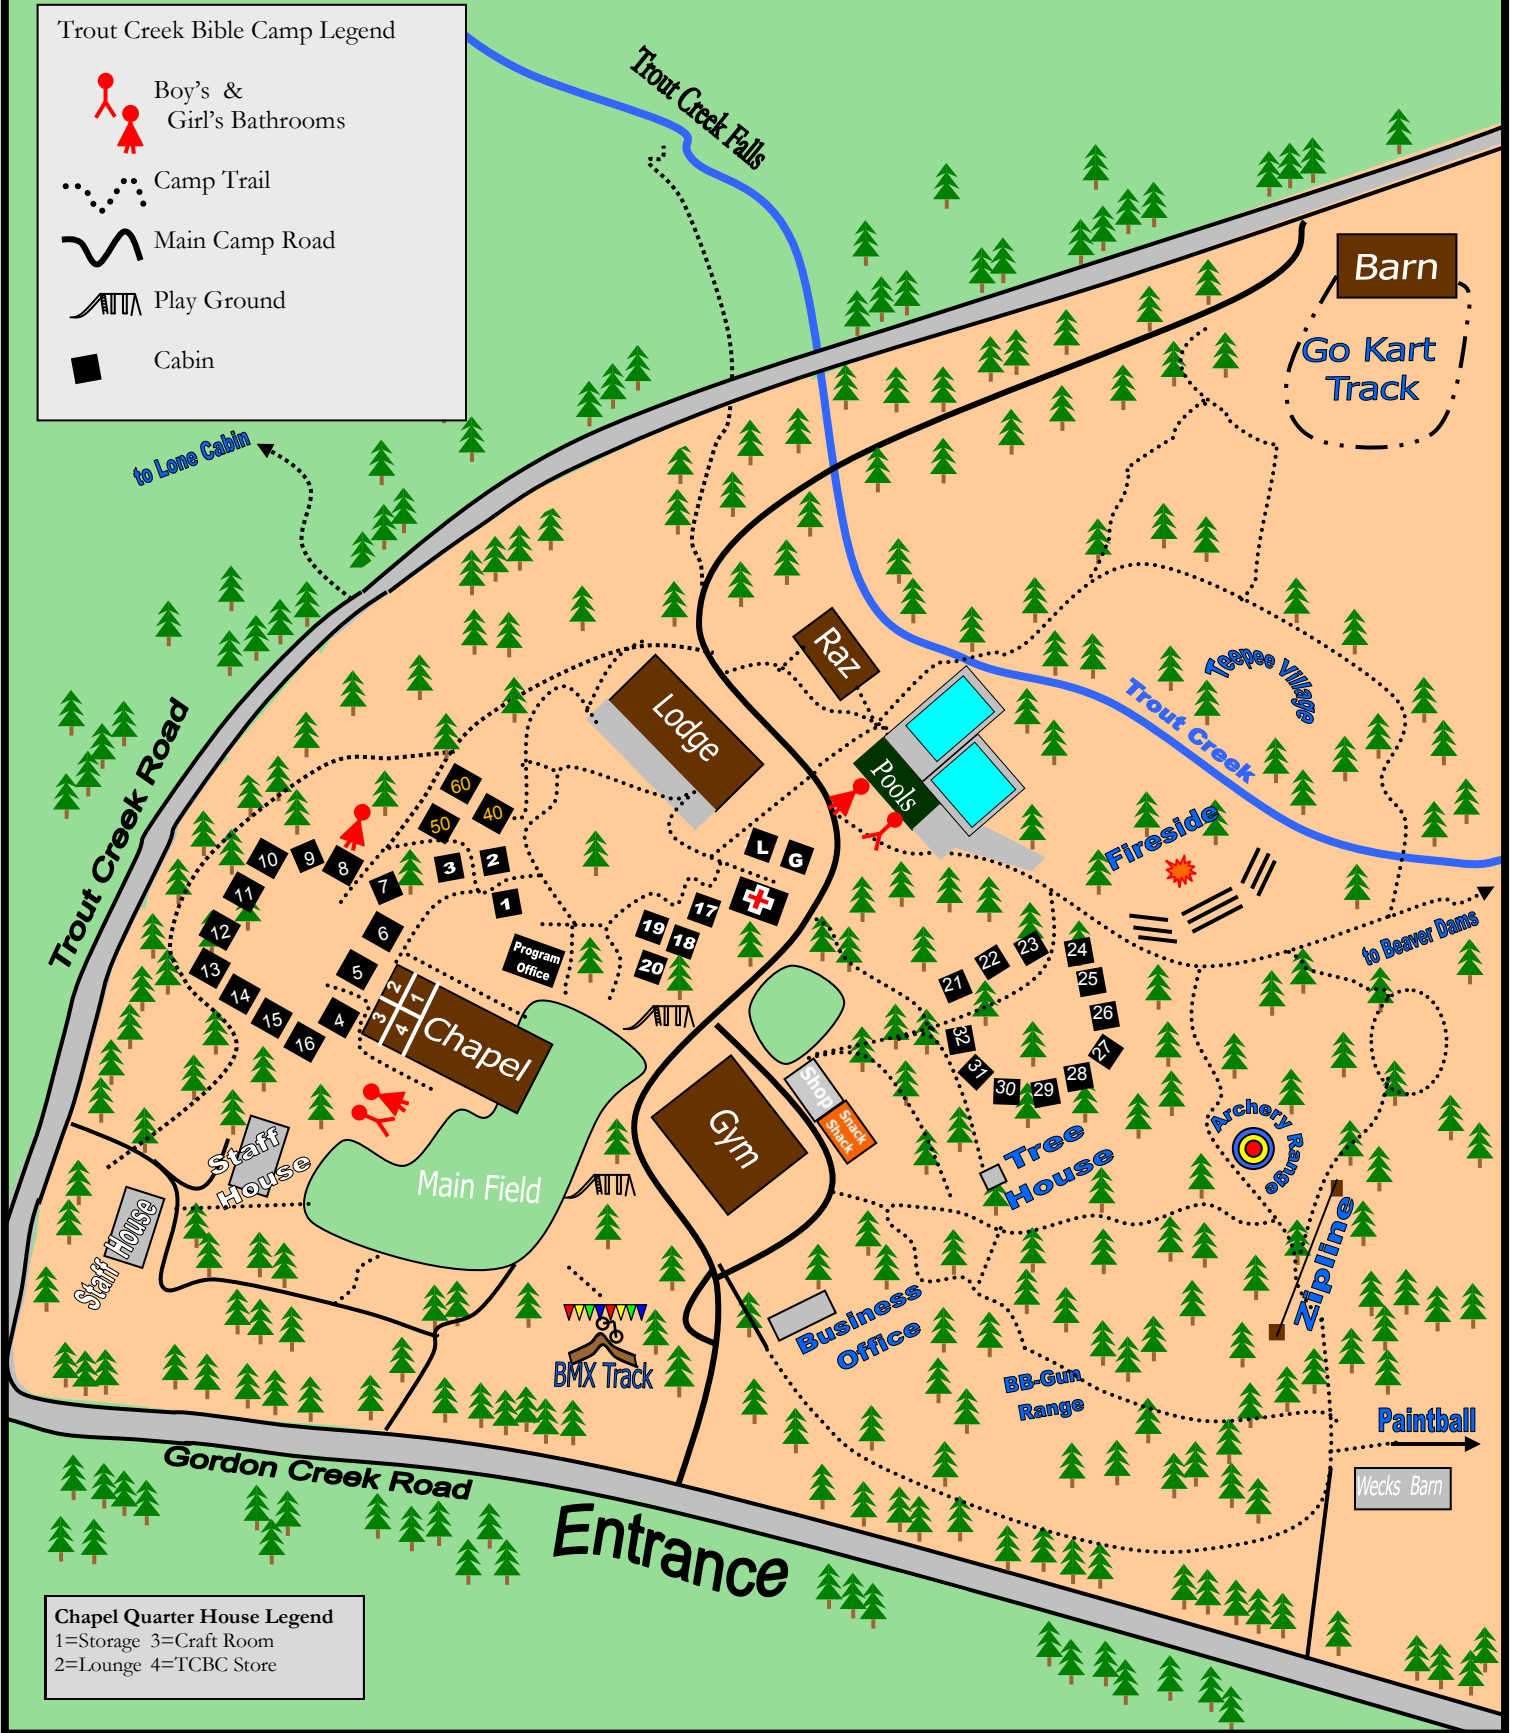 Trout Creek Bible Camp Legend
Boy's &
Girl's Bathrooms
Camp Trail
Main Camp Road
Play Ground
Cabin
Trout Creek Falls
Barn
Go Kart
Track
to Lone Cabin
Raz
Lodge
Pools
Teepee Village
Trout Creek
Fireside
to Beaver Dams
Trout Creek Road
60
50
40
10
9
8
7
3
2
1
L
G
11
12
6
5
13
14
15
16
4
17
19
18
20
Program
Office
2
1
3
4
Chapel
21
22
23
24
25
26
27
28
29
30
31
32
Shop
Snack
Shack
Gym
Tree
House
Archery Range
Zipline
Staff
House
Staff House
Main Field
BMX Track
Business
Office
BB-Gun
Range
Paintball
Wecks Barn
Gordon Creek Road
Entrance
Chapel Quarter House Legend
1=Storage 3=Craft Room
2=Lounge 4=TCBC Store